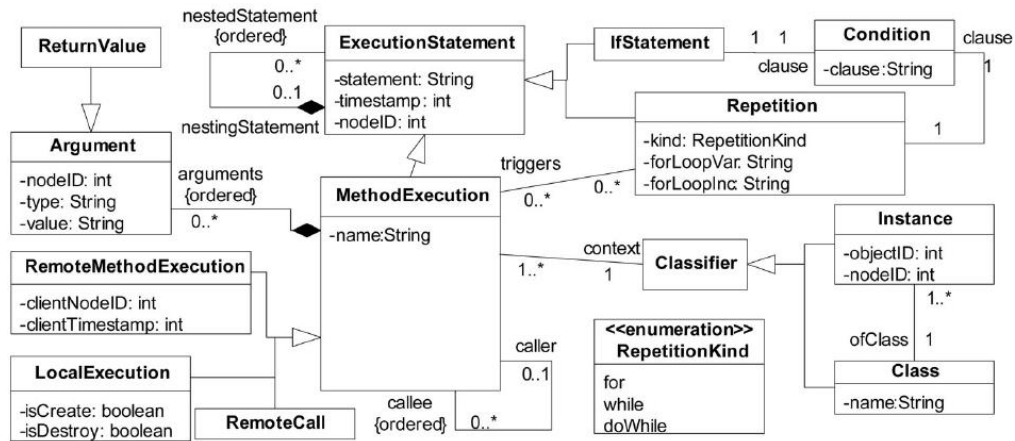 nestedStatement
{ordered}
0..*
0..1
nestingStatement
ReturnValue
ExecutionStatement
-statement: String
-timestamp: int
-nodeID: int
IfStatement
1 1
clause
Condition
-clause:String
clause
1
1
Repetition
-kind: RepetitionKind
-forLoopVar: String
-forLoopInc: String
Argument
-nodeID: int
-type: String
-value: String
arguments
{ordered}
0..*
MethodExecution
-name:String
triggers
0..*
0..*
context
1..*
1
Classifier
Instance
-objectID: int
-nodeID: int
1..*
ofClass
1
Class
-name:String
RemoteMethodExecution
-clientNodeID: int
-clientTimestamp: int
LocalExecution
-isCreate: boolean
-isDestroy: boolean
RemoteCall
caller
0..1
callee
{ordered}
0..*
<<enumeration>>
RepetitionKind
for
while
doWhile